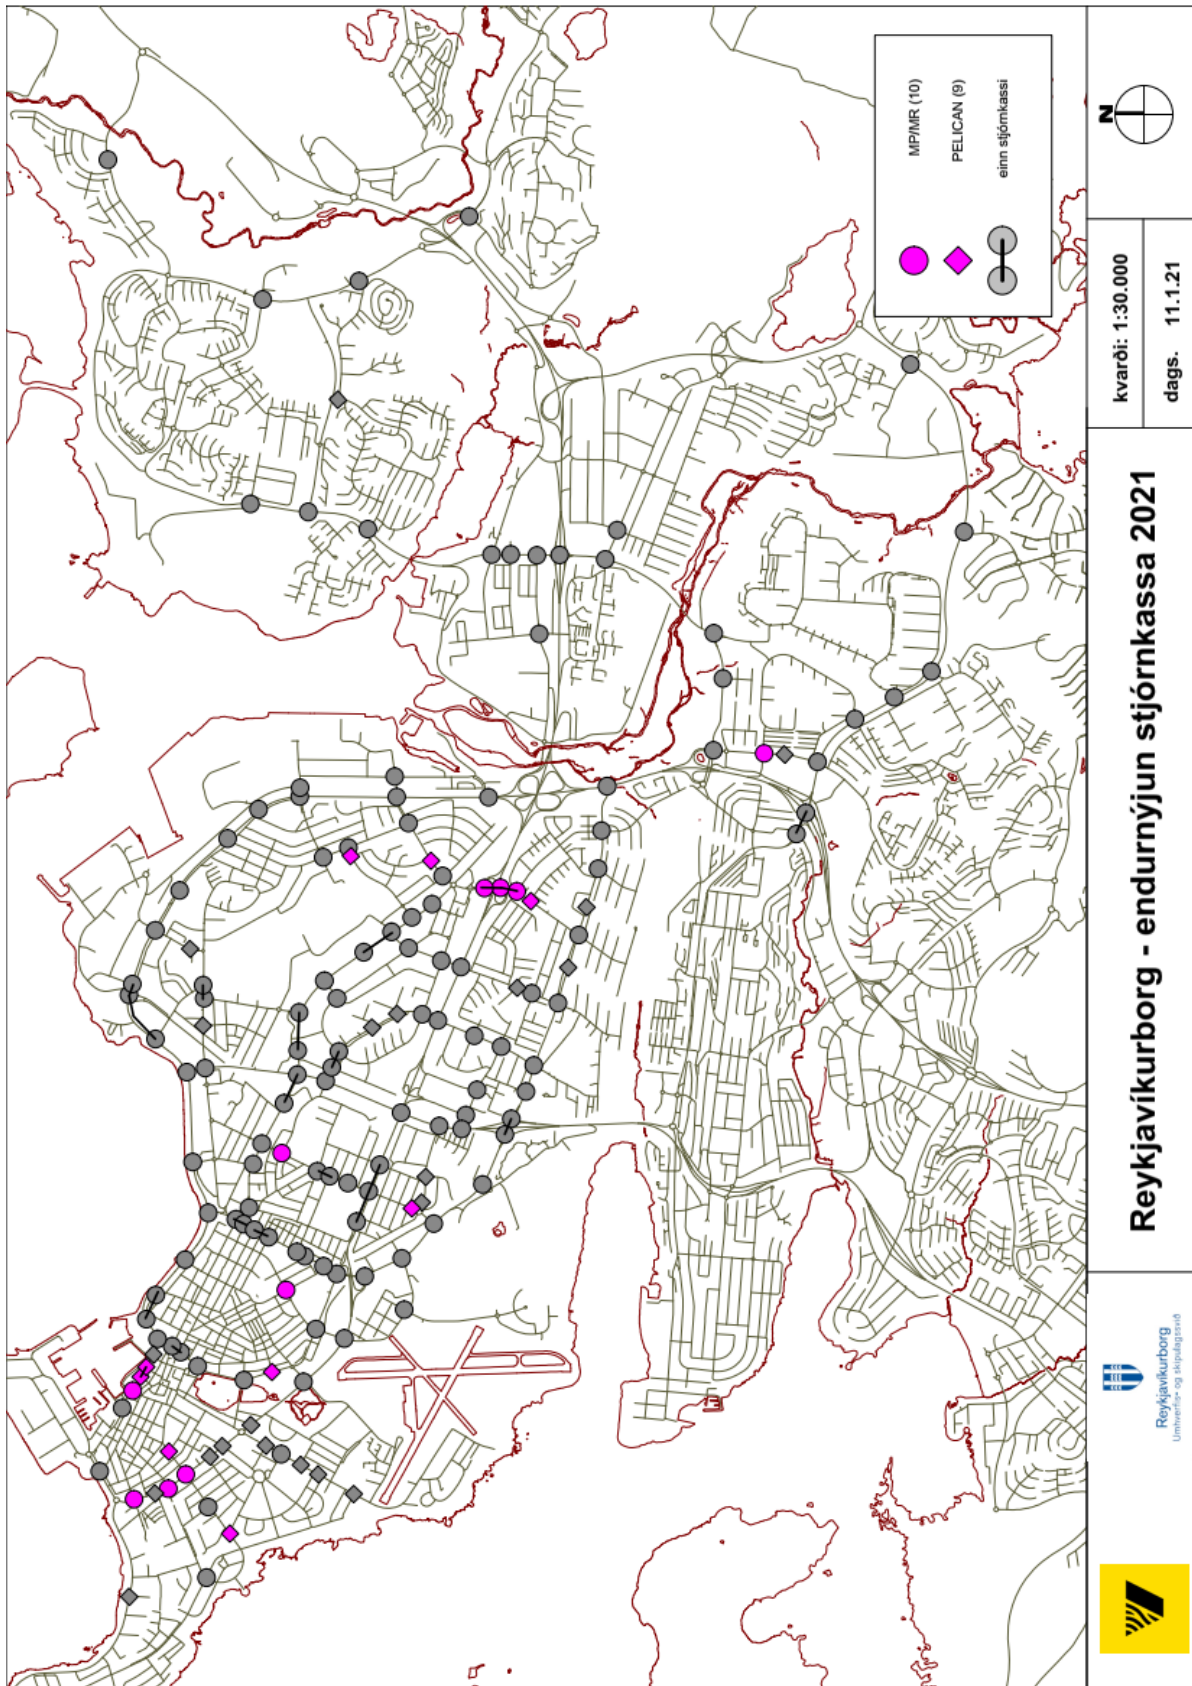 MP/MR (10)
PELICAN (9)
einn stjórnkassi
N
kvarði: 1:30.000
dags. 11.1.21
Reykjavíkurborg - endurnýjun stjórnkassa 2021
Reykjavíkurborg
Umhverfis- og skipulagssvið